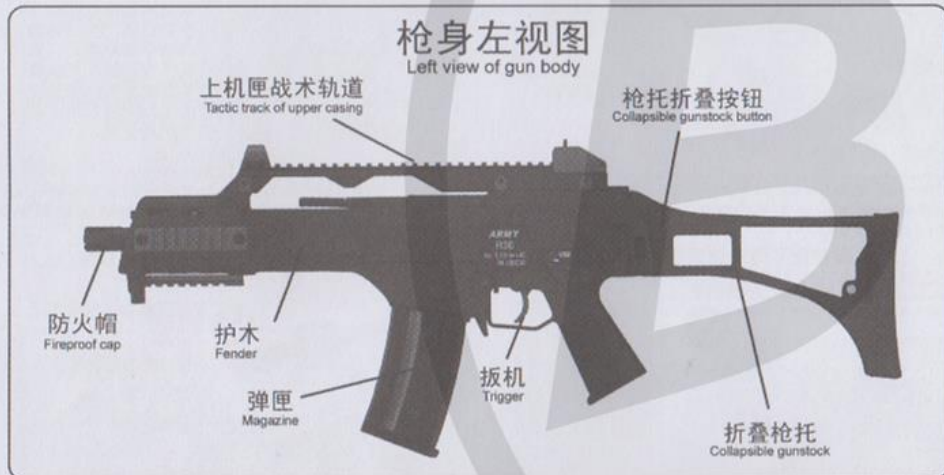 枪身左视图
Left view of gun body
上机匣战术轨道
Tactic track of upper casing
枪托折叠按钮
Collapsible gunstock button
ARMY
R36
防火帽
Fireproof cap
护木
Fender
弹匣
Magazine
扳机
Trigger
折叠枪托
Collapsible gunstock
B